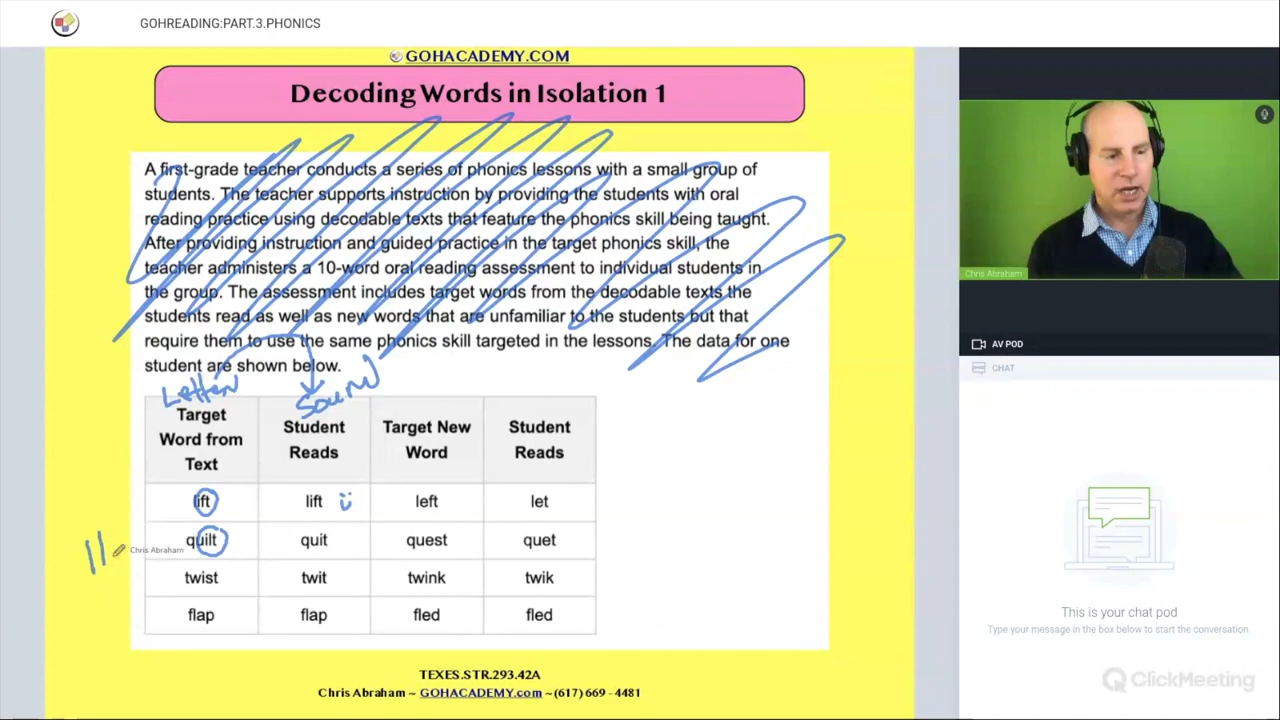 GOHREADING:PART.3.PHONICS
GOHACADEMY.COM
Decoding Words in Isolation 1
A first-grade teacher conducts a series of phonics lessons with a small group of
students. The teacher supports instruction by providing the students with oral
reading practice using decodable texts that feature the phonics skill being taught.
After providing instruction and guided practice in the target phonics skill, the
teacher administers a 10-word oral reading assessment to individual students in
the group. The assessment includes target words from the decodable texts the
students read as well as new words that are unfamiliar to the students but that
require them to use the same phonics skill targeted in the lessons. The data for one
student are shown below.
Letter
Sound
Target Word from Text
Student Reads
Target New Word
Student Reads
lift lift left let
quilt quit quest quet
twist twit twink twik
flap flap fled fled
Chris Abraham
TEXES.STR.293.42A
Chris Abraham ~ GOHACADEMY.com ~ (617) 669 - 4481
Chris Abraham
AV POD
CHAT
This is your chat pod
Type your message in the box below to start the conversation.
ClickMeeting